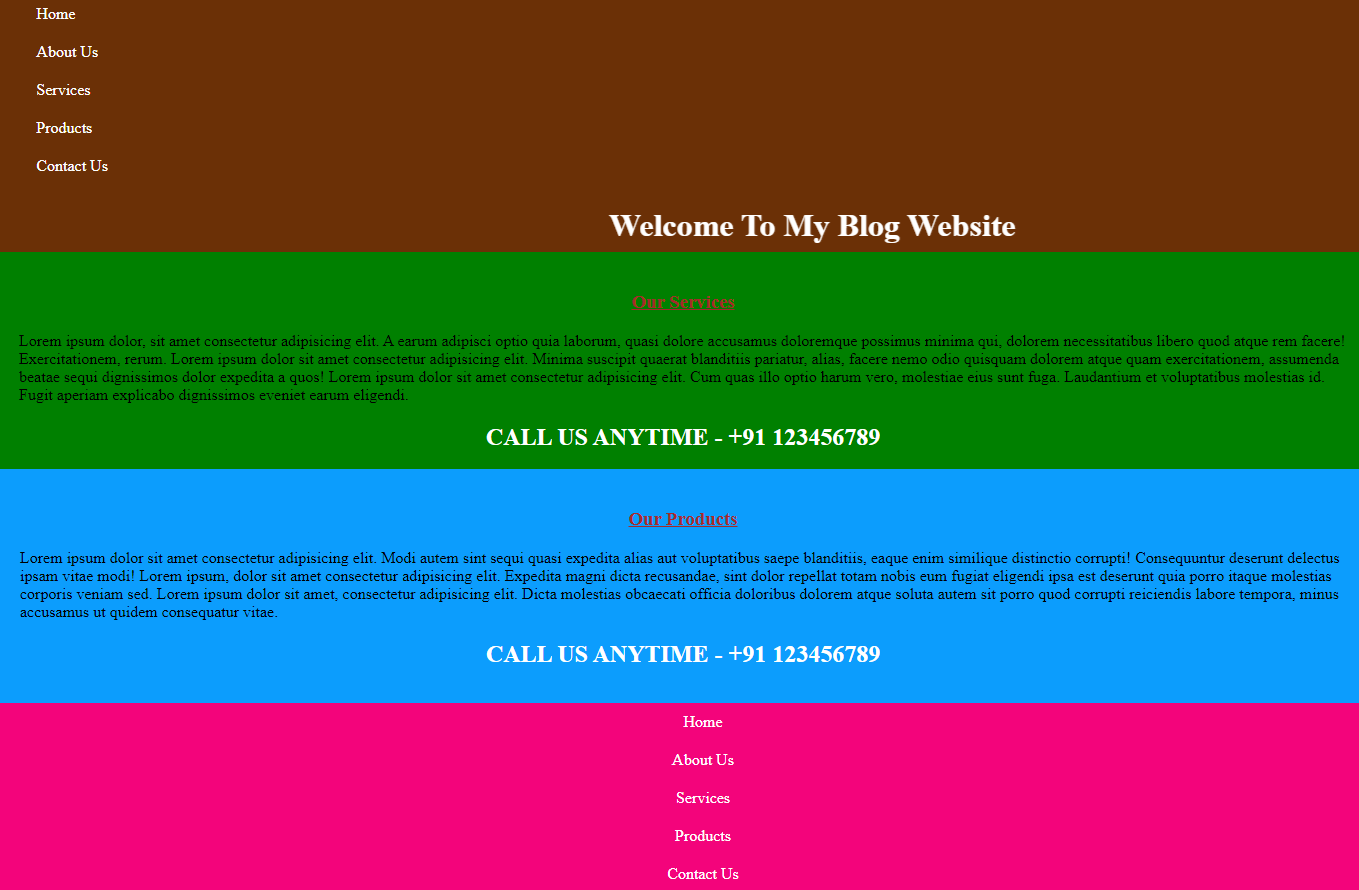 Home
About Us
Services
Products
Contact Us
Welcome To My Blog Website
Our Services
Lorem ipsum dolor, sit amet consectetur adipisicing elit. A earum adipisci optio quia laborum, quasi dolore accusamus doloremque possimus minima qui, dolorem necessitatibus libero quod atque rem facere!
Exercitationem, rerum. Lorem ipsum dolor sit amet consectetur adipisicing elit. Minima suscipit quaerat blanditiis pariatur, alias, facere nemo odio quisquam dolorem atque quam exercitationem, assumenda
beatae sequi dignissimos dolor expedita a quos! Lorem ipsum dolor sit amet consectetur adipisicing elit. Cum quas illo optio harum vero, molestiae eius sunt fuga. Laudantium et voluptatibus molestias id.
Fugit aperiam explicabo dignissimos eveniet earum eligendi.
CALL US ANYTIME - +91 123456789
Our Products
Lorem ipsum dolor sit amet consectetur adipisicing elit. Modi autem sint sequi quasi expedita alias aut voluptatibus saepe blanditiis, eaque enim similique distinctio corrupti! Consequuntur deserunt delectus
ipsam vitae modi! Lorem ipsum, dolor sit amet consectetur adipisicing elit. Expedita magni dicta recusandae, sint dolor repellat totam nobis eum fugiat eligendi ipsa est deserunt quia porro itaque molestias
corporis veniam sed. Lorem ipsum dolor sit amet, consectetur adipisicing elit. Dicta molestias obcaecati officia doloribus dolorem atque soluta autem sit porro quod corrupti reiciendis labore tempora, minus
accusamus ut quidem consequatur vitae.
CALL US ANYTIME - +91 123456789
Home
About Us
Services
Products
Contact Us